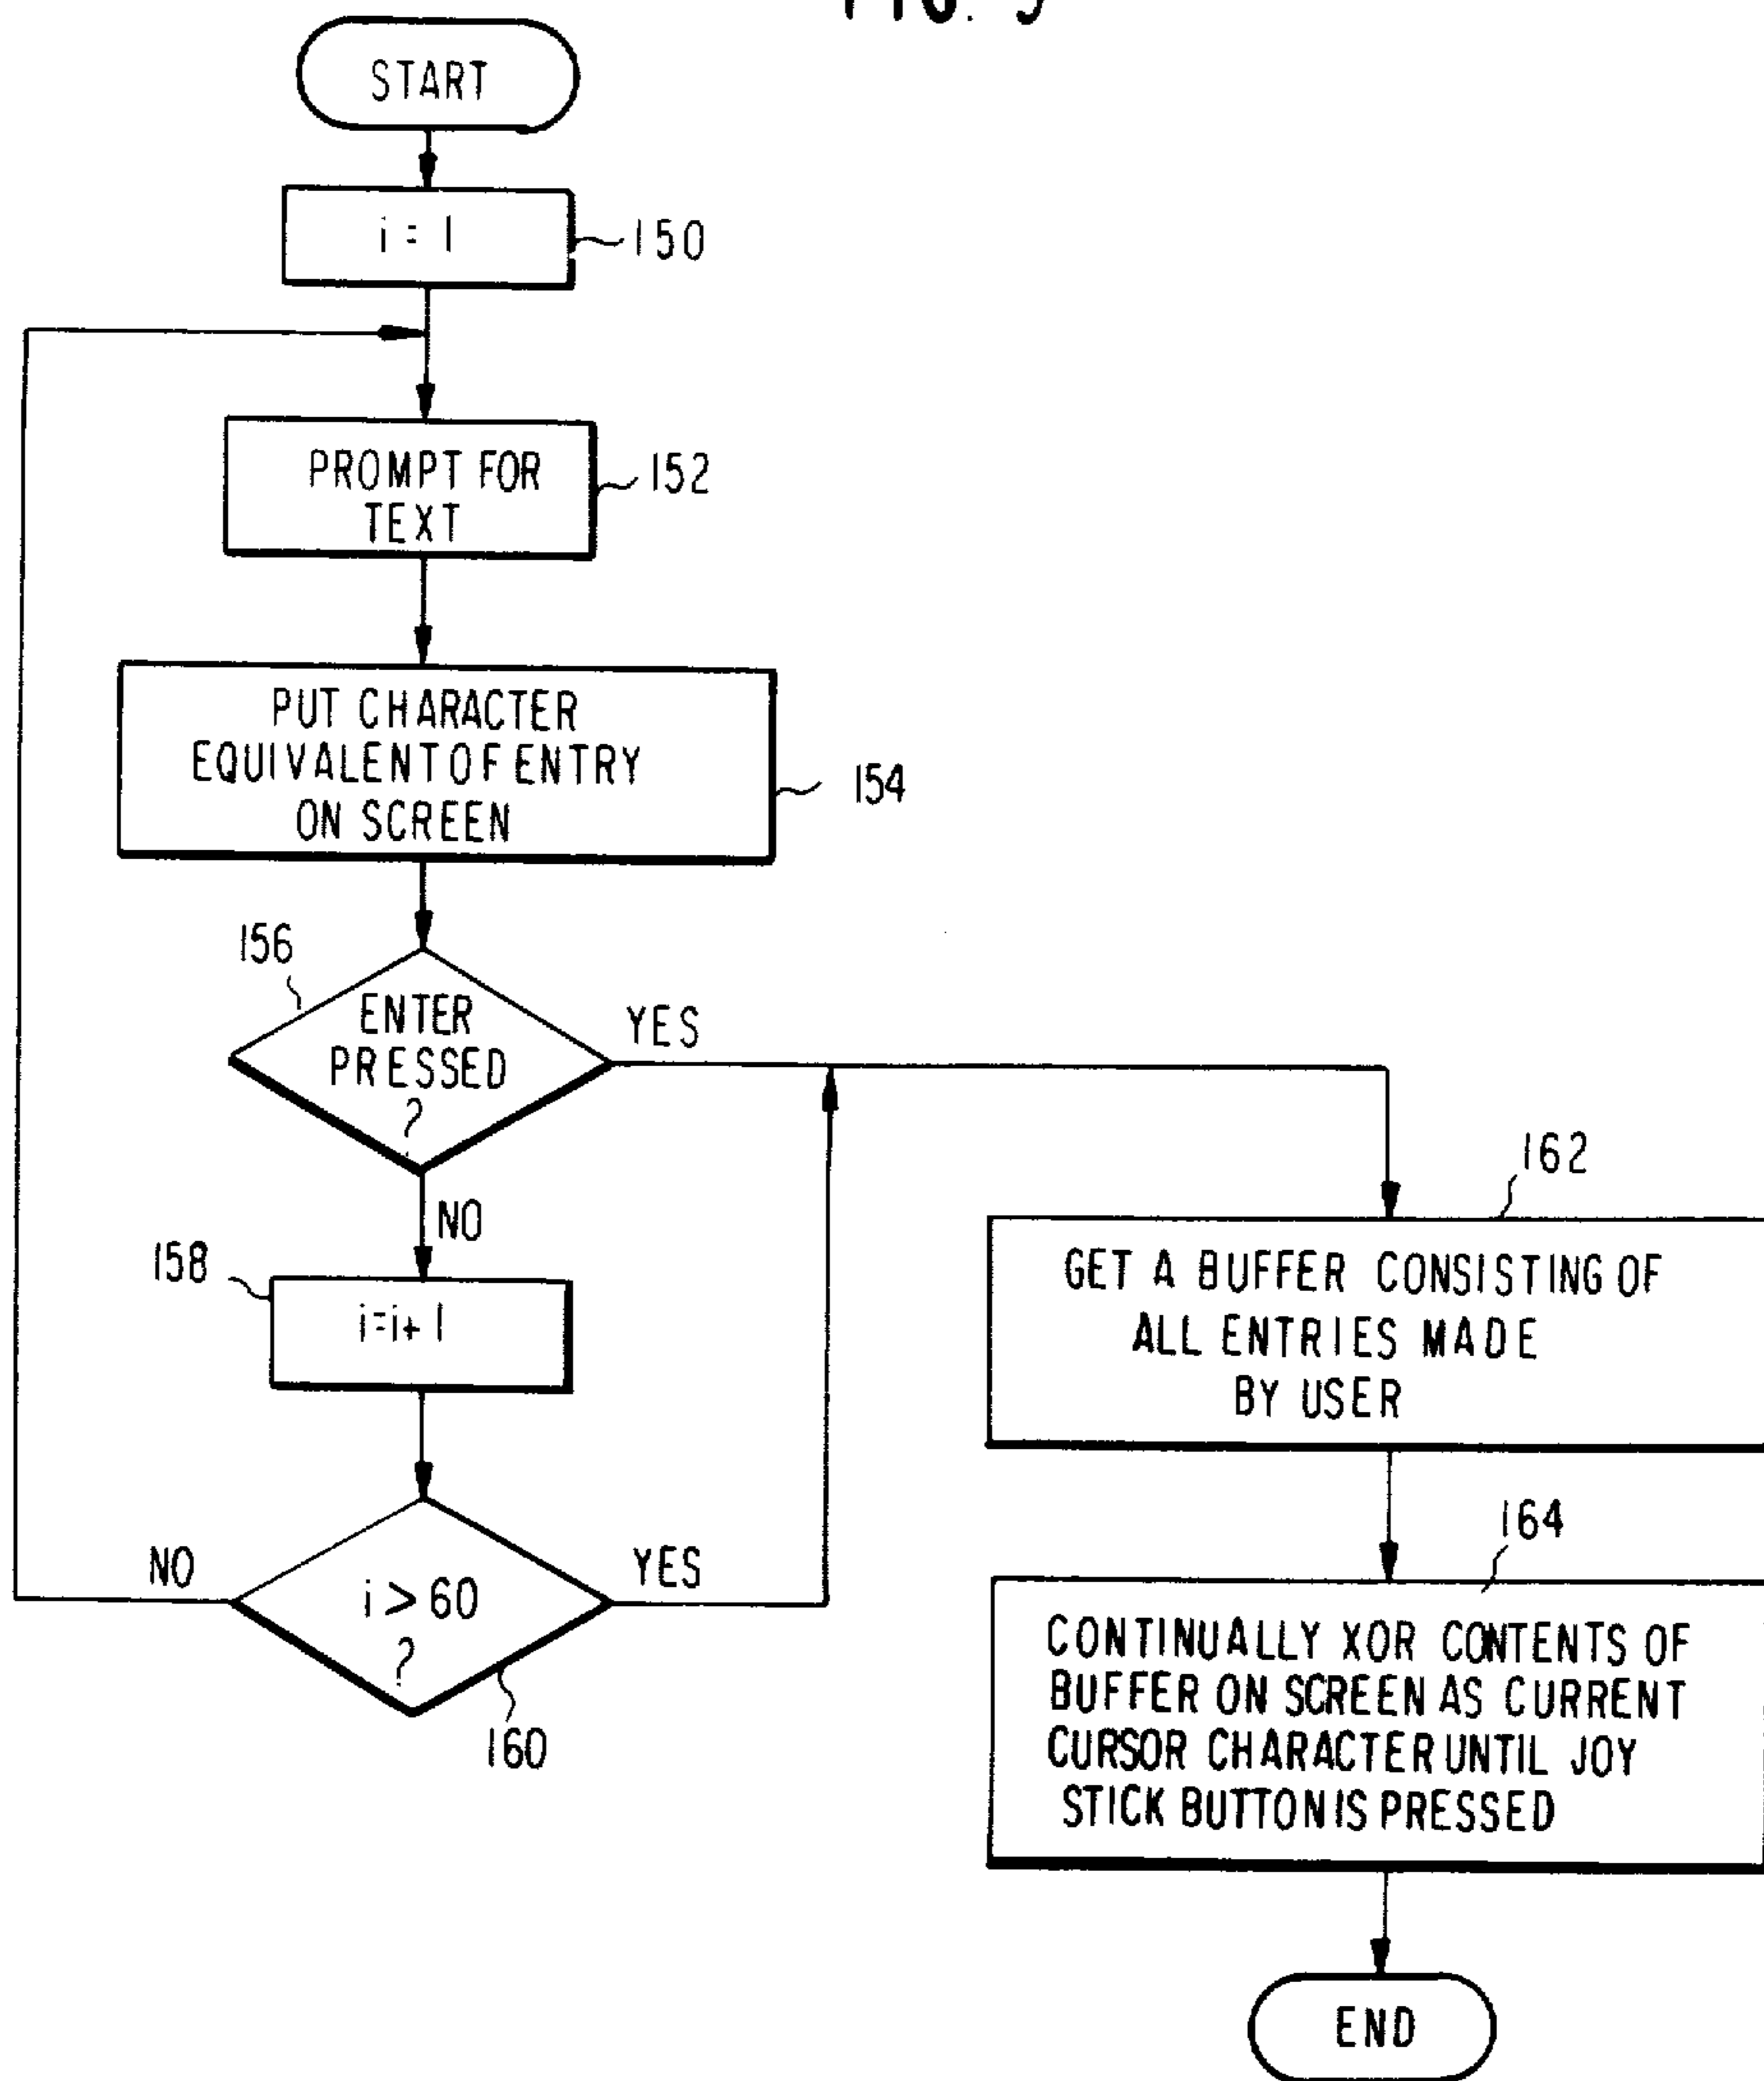 START
i = 1
150
PROMPT FOR
TEXT
152
PUT CHARACTER
EQUIVALENT OF ENTRY
ON SCREEN
154
156
ENTER
PRESSED
?
YES
NO
158
i=i+1
NO
i > 60
?
YES
160
162
GET A BUFFER CONSISTING OF
ALL ENTRIES MADE
BY USER
164
CONTINUALLY XOR CONTENTS OF
BUFFER ON SCREEN AS CURRENT
CURSOR CHARACTER UNTIL JOY
STICK BUTTON IS PRESSED
END